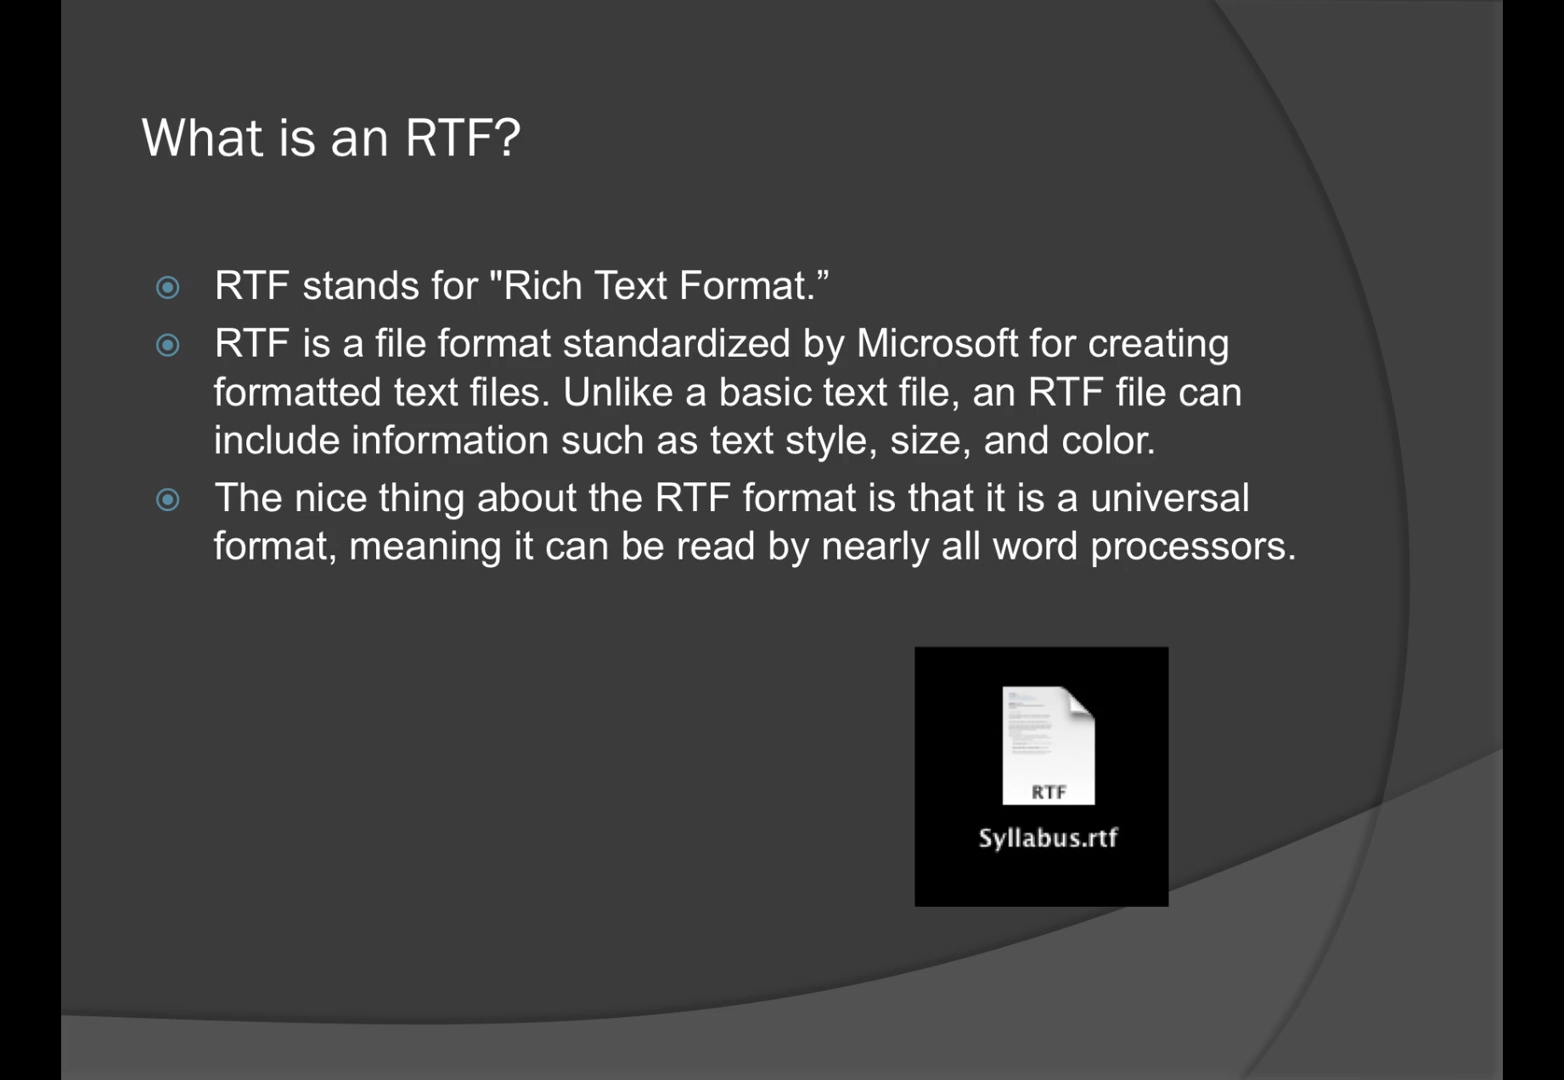 What is an RTF?
RTF stands for "Rich Text Format.”
RTF is a file format standardized by Microsoft for creating
formatted text files. Unlike a basic text file, an RTF file can
include information such as text style, size, and color.
The nice thing about the RTF format is that it is a universal
format, meaning it can be read by nearly all word processors.
RTF
Syllabus.rtf